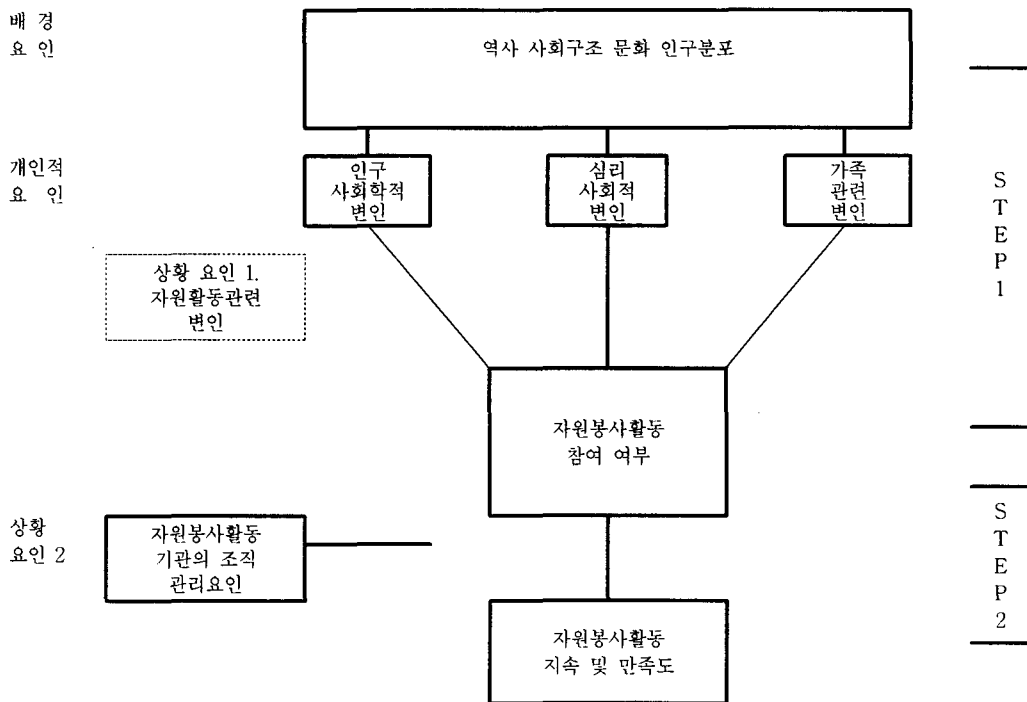 배 경
요 인
역사 사회구조 문화 인구분포
개인적
요 인
인구
사회학적
변인
심리
사회적
변인
가족
관련
변인
S
T
E
P
1
상황 요인 1.
자원활동관련
변인
자원봉사활동
참여 여부
상황
요인 2
자원봉사활동
기관의 조직
관리요인
S
T
E
P
2
자원봉사활동
지속 및 만족도